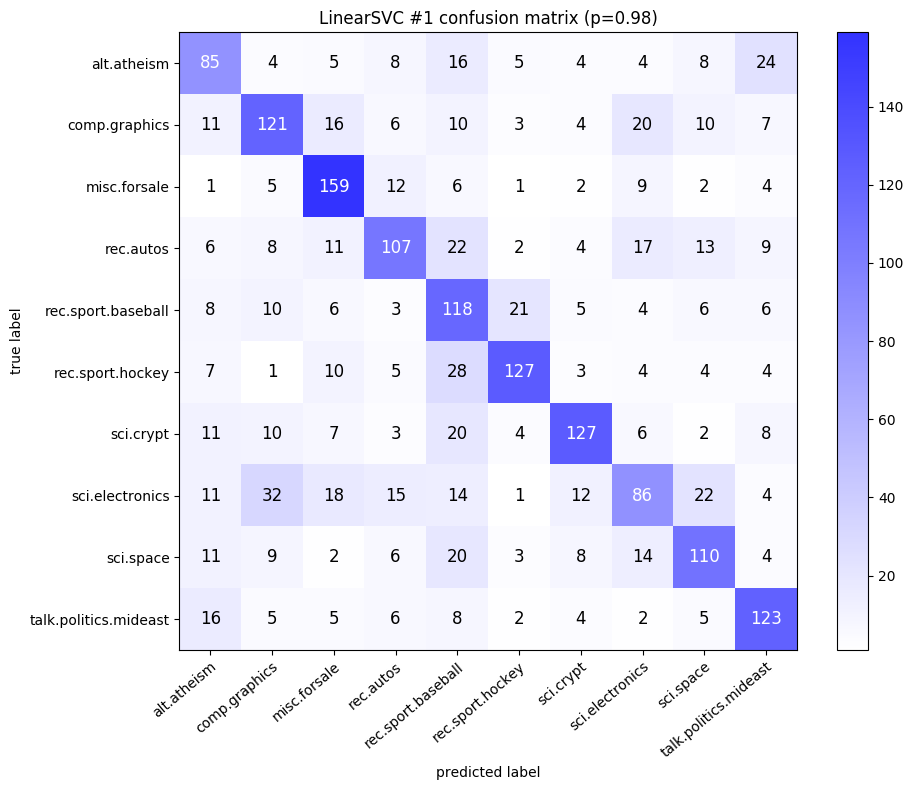 LinearSVC #1 confusion matrix (p=0.98)
true label
alt.atheism 85 4 5 8 16 5 4 4 8 24
comp.graphics 11 121 16 6 10 3 4 20 10 7
misc.forsale 1 5 159 12 6 1 2 9 2 4
rec.autos 6 8 11 107 22 2 4 17 13 9
rec.sport.baseball 8 10 6 3 118 21 5 4 6 6
rec.sport.hockey 7 1 10 5 28 127 3 4 4 4
sci.crypt 11 10 7 3 20 4 127 6 2 8
sci.electronics 11 32 18 15 14 1 12 86 22 4
sci.space 11 9 2 6 20 3 8 14 110 4
talk.politics.mideast 16 5 5 6 8 2 4 2 5 123
alt.atheism comp.graphics misc.forsale rec.autos rec.sport.baseball rec.sport.hockey sci.crypt sci.electronics sci.space talk.politics.mideast
predicted label
140
120
100
80
60
40
20